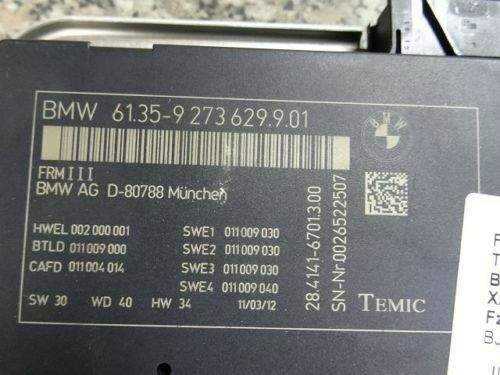 BMW 61.35-9 273 629 9.01
FRM III
BMW AG D-80788 München
HWEL 002 000 001
BTLD 011 009 000
CAFD 011 004 014
SWE1 011 009 030
SWE2 011 009 030
SWE3 011 009 030
SWE4 011 009 040
SW 30 WD 40 HW 34 11/03/12
28.4141-6701.3 00
SN-Nr 0026522507
TEMIC
BMW
F
T
B
X
Fz
BJ